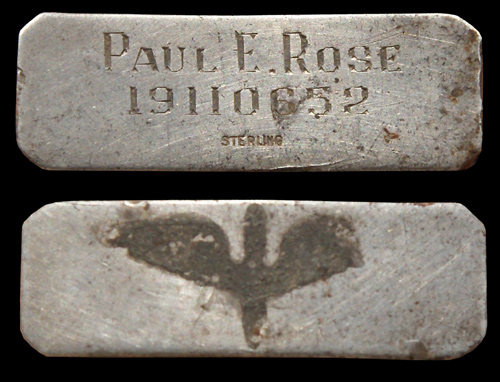 PAUL E. ROSE
19110652
STERLING